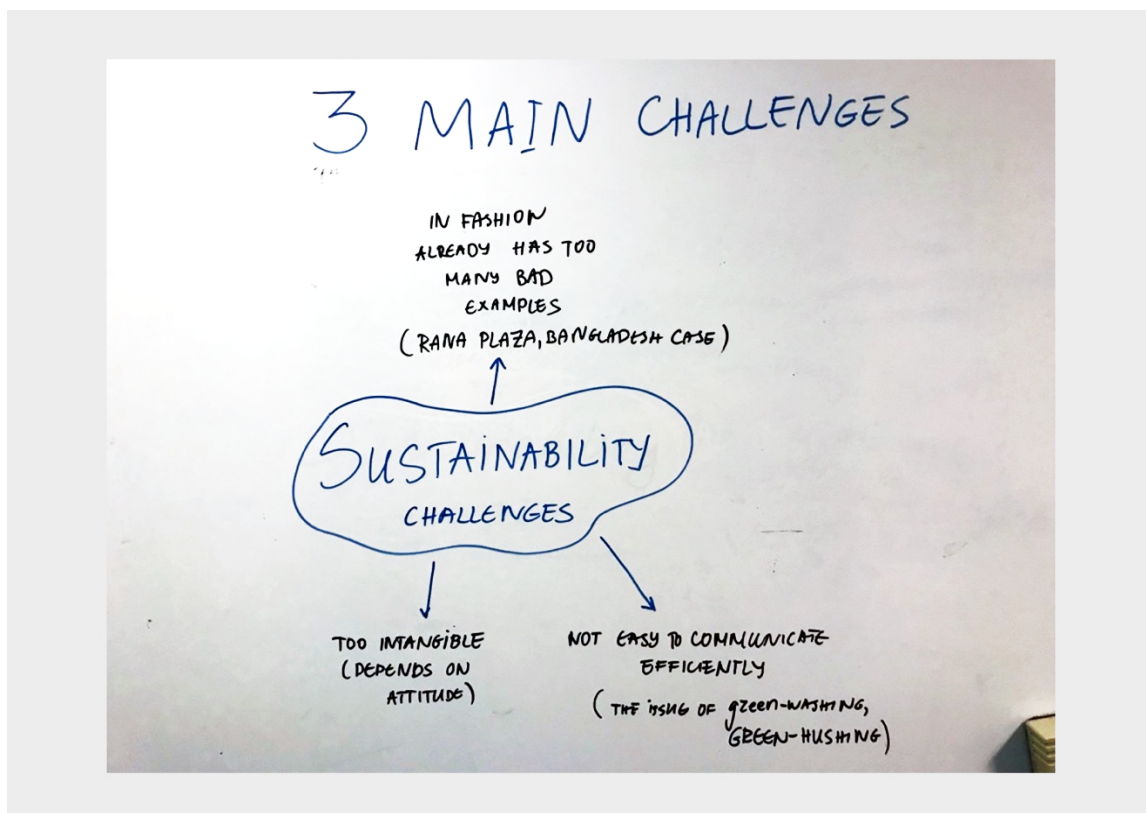 3 MAIN CHALLENGES
IN FASHION
ALREADY HAS TOO
MANY BAD
EXAMPLES
(RANA PLAZA, BANGLADESH CASE)
SUSTAINABILITY
CHALLENGES
TOO INTANGIBLE
(DEPENDS ON
ATTITUDE)
NOT EASY TO COMMUNICATE
EFFICIENTLY
(THE ISSUE OF green-WASHING,
GREEN-HUSHING)